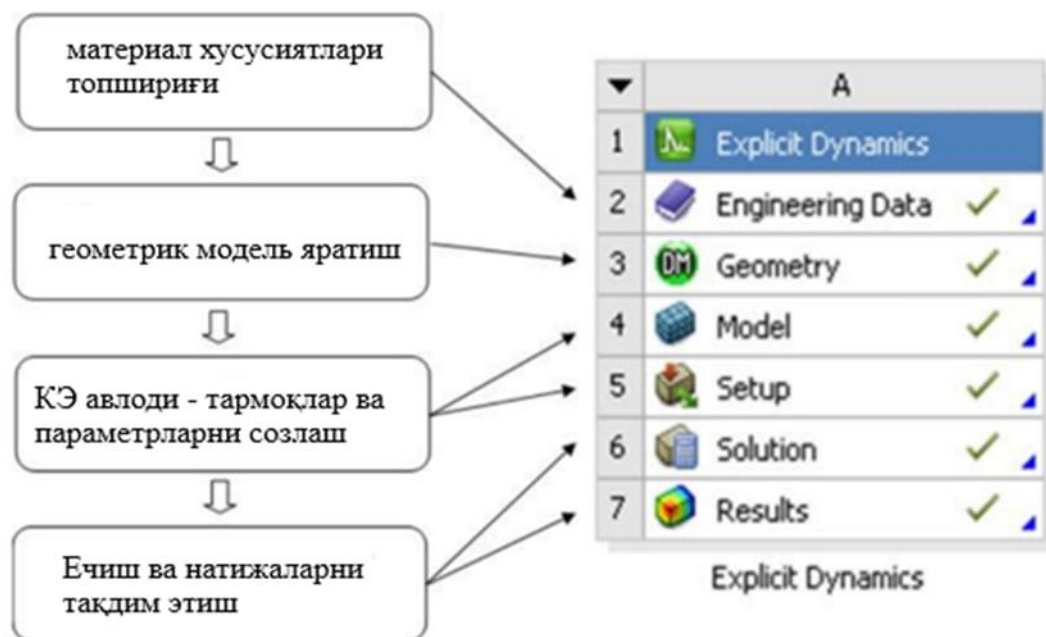 материал хусусиятлари
топшириғи
геометрик модель яратиш
КЭ авлоди - тармоқлар ва
параметрларни созлаш
Ечиш ва натижаларни
тақдим этиш
A
1 Explicit Dynamics
2 Engineering Data
3 DM Geometry
4 Model
5 Setup
6 Solution
7 Results
Explicit Dynamics